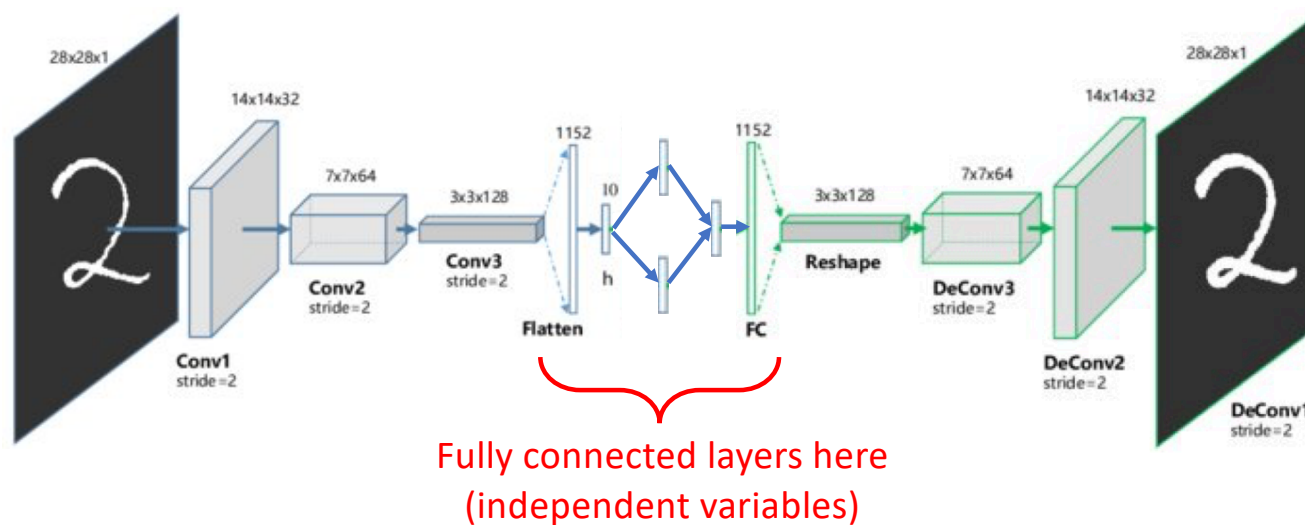 28x28x1
14x14x32
7x7x64
3x3x128
1152
10
h
1152
3x3x128
7x7x64
14x14x32
28x28x1
Conv1
stride=2
Conv2
stride=2
Conv3
stride=2
Flatten
FC
Reshape
DeConv3
stride=2
DeConv2
stride=2
DeConv1
stride=2
2
2
Fully connected layers here
(independent variables)